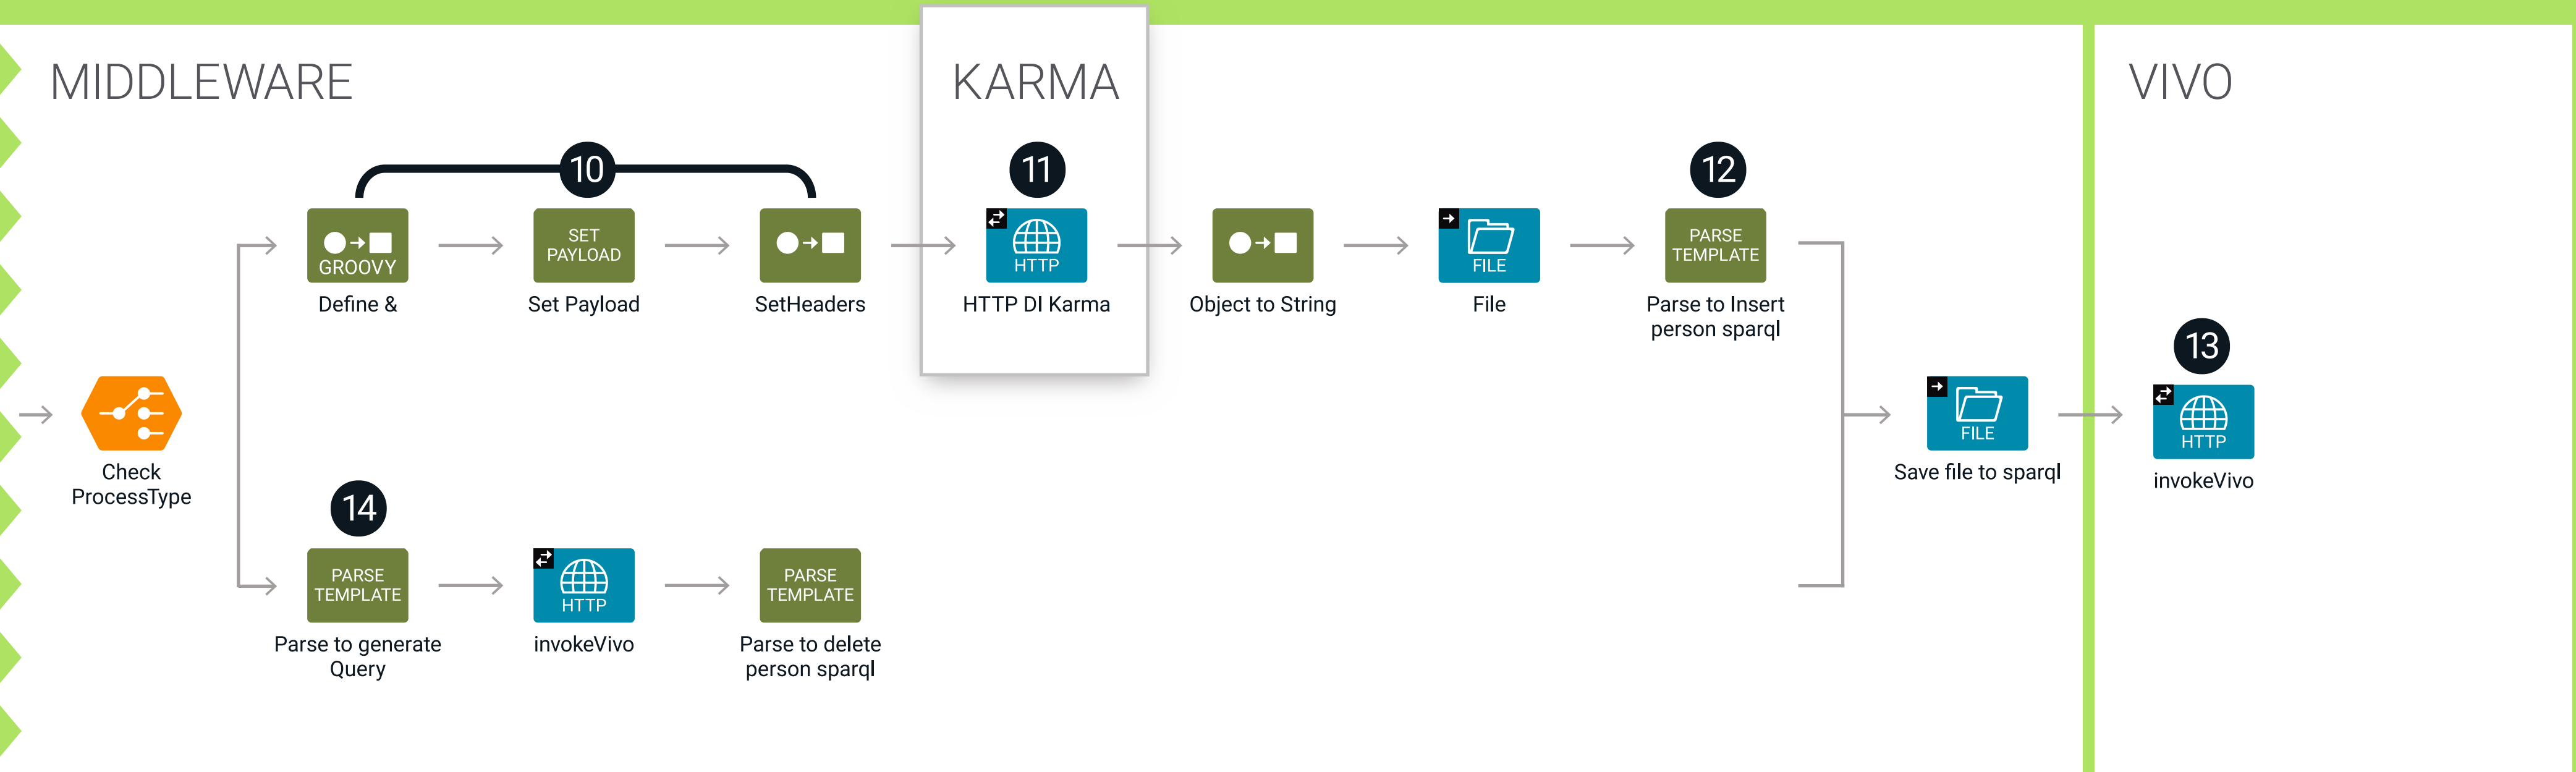 MIDDLEWARE
KARMA
VIVO
10
11
12
GROOVY
Define &
SET
PAYLOAD
Set Payload
SetHeaders
HTTP
HTTP DI Karma
Object to String
FILE
File
PARSE
TEMPLATE
Parse to Insert
person sparql
Check
ProcessType
FILE
Save file to sparql
13
HTTP
invokeVivo
14
PARSE
TEMPLATE
Parse to generate
Query
HTTP
invokeVivo
PARSE
TEMPLATE
Parse to delete
person sparql